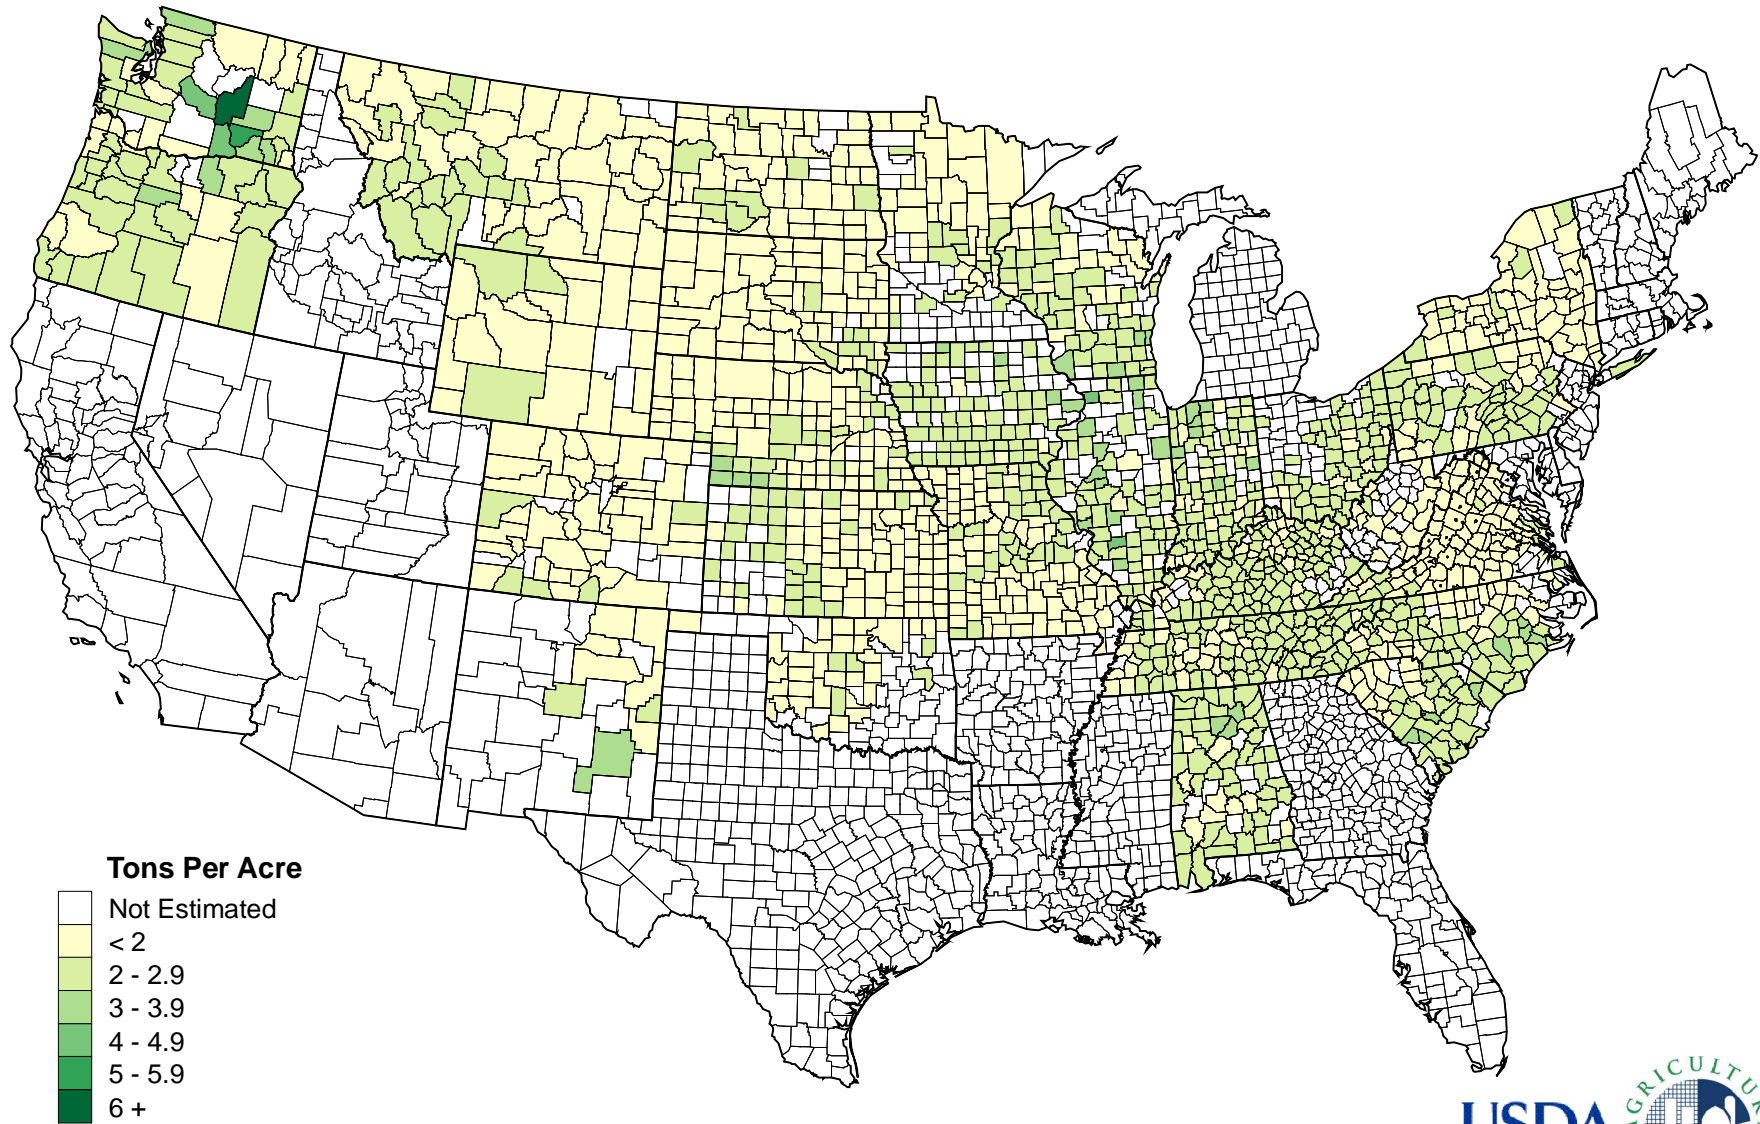 Tons Per Acre
Not Estimated
< 2
2 - 2.9
3 - 3.9
4 - 4.9
5 - 5.9
6 +
USDA